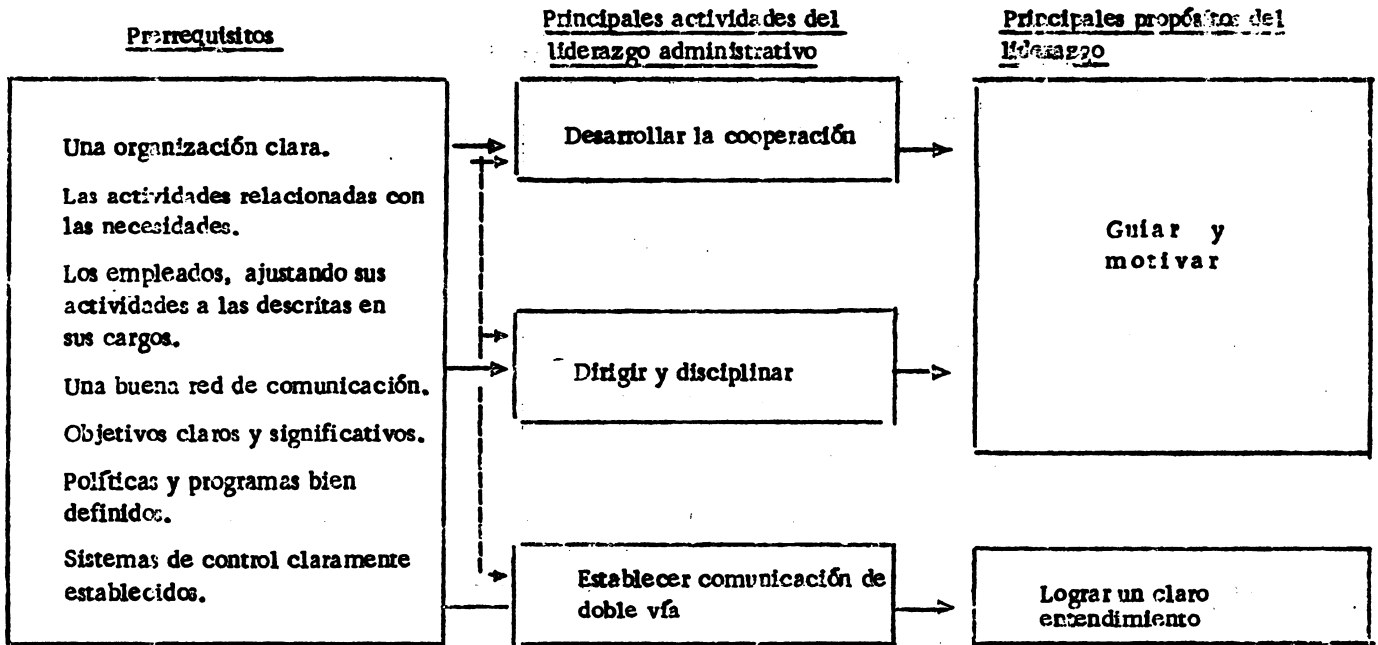 Prerrequisitos
Una organización clara.
Las actividades relacionadas con
las necesidades.
Los empleados, ajustando sus
actividades a las descritas en
sus cargos.
Una buena red de comunicación.
Objetivos claros y significativos.
Políticas y programas bien
definidos.
Sistemas de control claramente
establecidos.
Principales actividades del
liderazgo administrativo
Desarrollar la cooperación
Dirigir y disciplinar
Establecer comunicación de
doble vía
Principales propósitos del
liderazgo
Guiar y
motivar
Lograr un claro
entendimiento